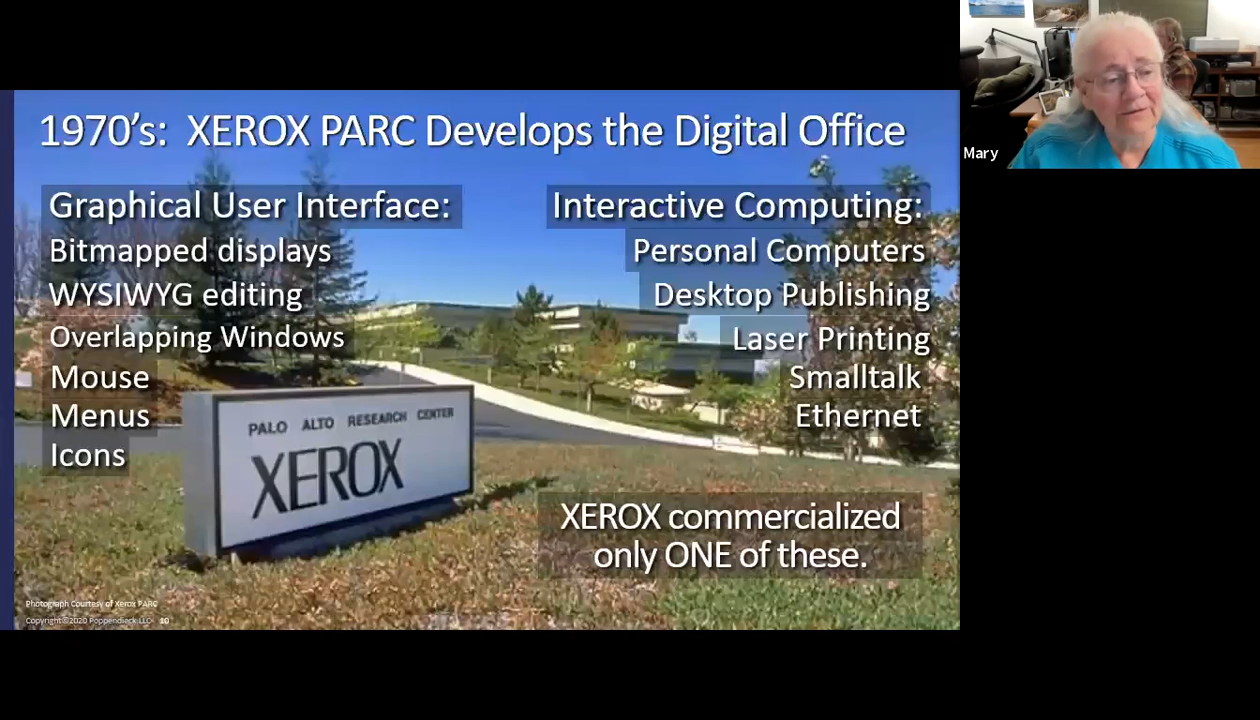 1970's: XEROX PARC Develops the Digital Office
Graphical User Interface:
Bitmapped displays
WYSIWYG editing
Overlapping Windows
Mouse
Menus
Icons
Interactive Computing:
Personal Computers
Desktop Publishing
Laser Printing
Smalltalk
Ethernet
PALO ALTO RESEARCH CENTER
XEROX
XEROX commercialized
only ONE of these.
Photograph Courtesy of Xerox PARC
Copyright©2020 Poppendieck LLC 10
Mary